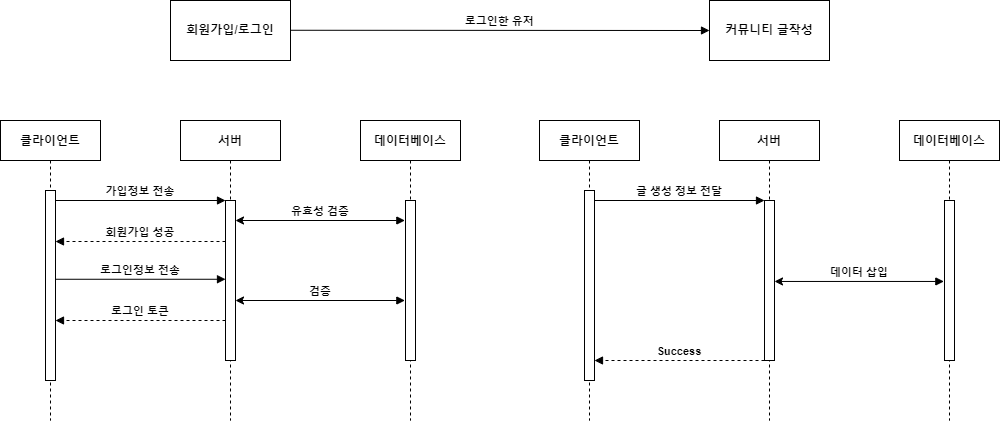 회원가입/로그인
로그인한 유저
커뮤니티 글작성
클라이언트
서버
데이터베이스
가입정보 전송
유효성 검증
회원가입 성공
로그인정보 전송
검증
로그인 토큰
클라이언트
서버
데이터베이스
글 생성 정보 전달
데이터 삽입
Success